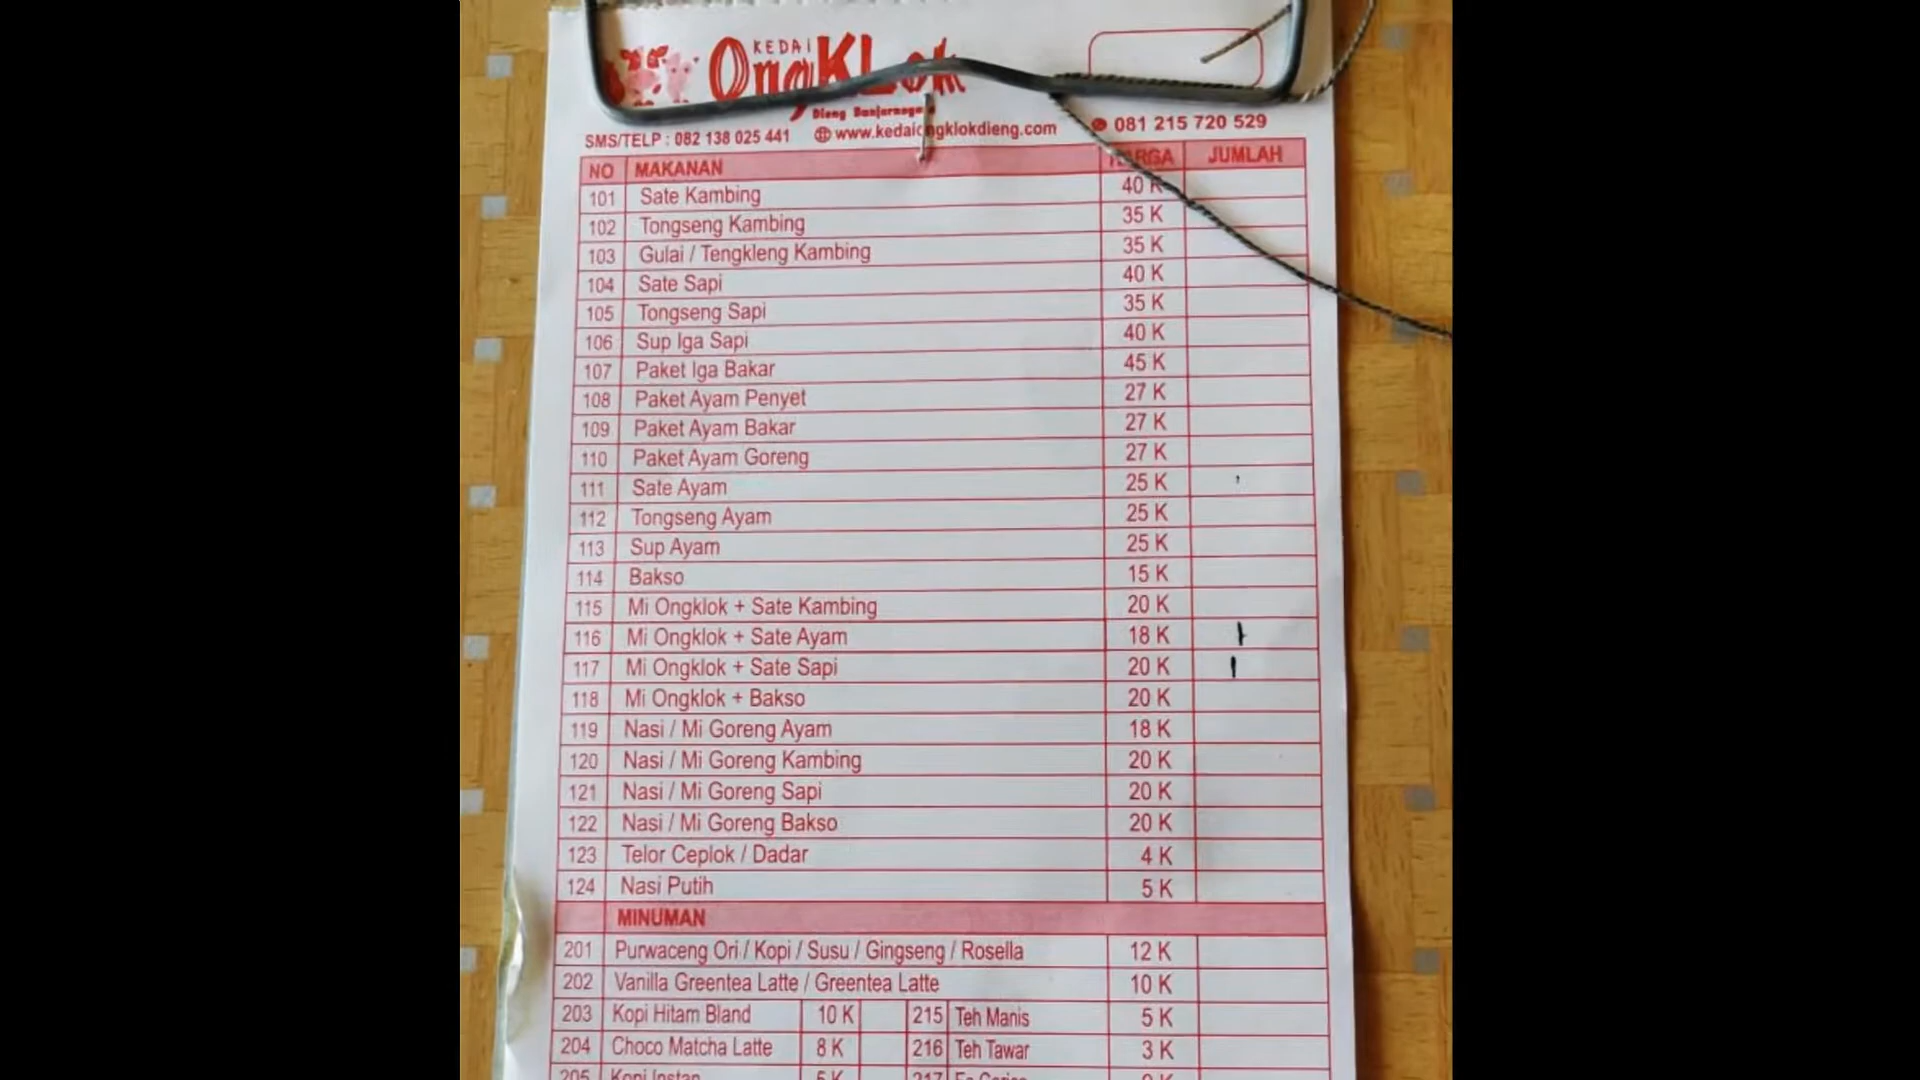 KEDAI
OngKLok
Dieng Banjarnegara
SMS/TELP : 082 138 025 441 www.kedaiongklokdieng.com 081 215 720 529
NO MAKANAN HARGA JUMLAH
101 Sate Kambing 40 K
102 Tongseng Kambing 35 K
103 Gulai / Tengkleng Kambing 35 K
104 Sate Sapi 40 K
105 Tongseng Sapi 35 K
106 Sup Iga Sapi 40 K
107 Paket Iga Bakar 45 K
108 Paket Ayam Penyet 27 K
109 Paket Ayam Bakar 27 K
110 Paket Ayam Goreng 27 K
111 Sate Ayam 25 K
112 Tongseng Ayam 25 K
113 Sup Ayam 25 K
114 Bakso 15 K
115 Mi Ongklok + Sate Kambing 20 K
116 Mi Ongklok + Sate Ayam 18 K
117 Mi Ongklok + Sate Sapi 20 K
118 Mi Ongklok + Bakso 20 K
119 Nasi / Mi Goreng Ayam 18 K
120 Nasi / Mi Goreng Kambing 20 K
121 Nasi / Mi Goreng Sapi 20 K
122 Nasi / Mi Goreng Bakso 20 K
123 Telor Ceplok / Dadar 4 K
124 Nasi Putih 5 K
MINUMAN
201 Purwaceng Ori / Kopi / Susu / Gingseng / Rosella 12 K
202 Vanilla Greentea Latte / Greentea Latte 10 K
203 Kopi Hitam Bland 10 K 215 Teh Manis 5 K
204 Choco Matcha Latte 8 K 216 Teh Tawar 3 K
205 Kopi Instan 5 K 217